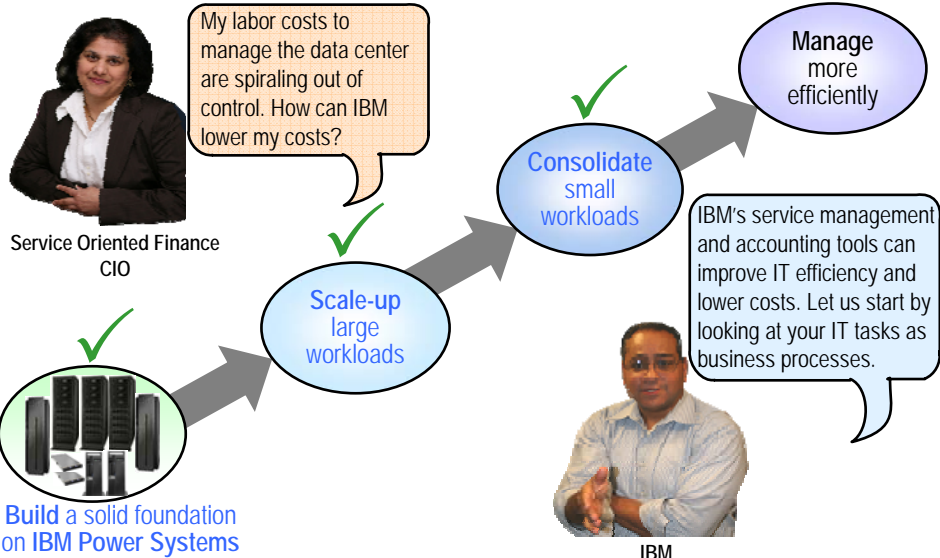 My labor costs to
manage the data center
are spiraling out of
control. How can IBM
lower my costs?
Manage
more
efficiently
Consolidate
small
workloads
Service Oriented Finance
CIO
IBM's service management
and accounting tools can
improve IT efficiency and
lower costs. Let us start by
looking at your IT tasks as
business processes.
Scale-up
large
workloads
Build a solid foundation
on IBM Power Systems
IBM